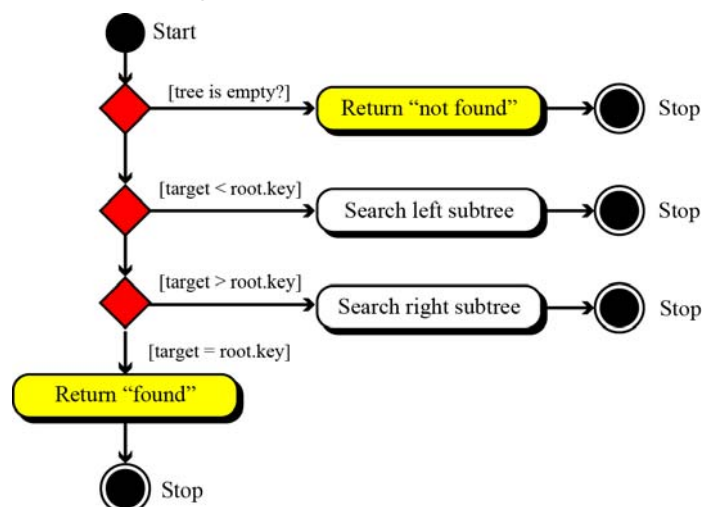 Start
[tree is empty?]
Return “not found”
Stop
[target < root.key]
Search left subtree
Stop
[target > root.key]
Search right subtree
Stop
[target = root.key]
Return “found”
Stop